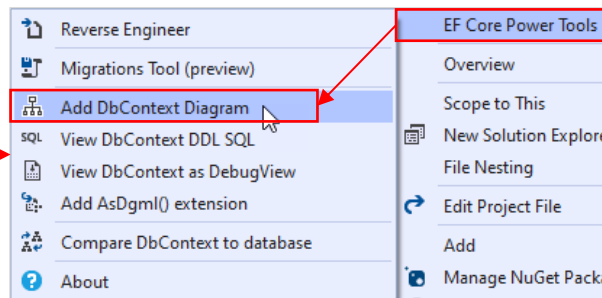 Reverse Engineer
Migrations Tool (preview)
Add DbContext Diagram
SQL View DbContext DDL SQL
View DbContext as DebugView
Add AsDgml() extension
Compare DbContext to database
About
EF Core Power Tools
Overview
Scope to This
New Solution Explore
File Nesting
Edit Project File
Add
Manage NuGet Pack